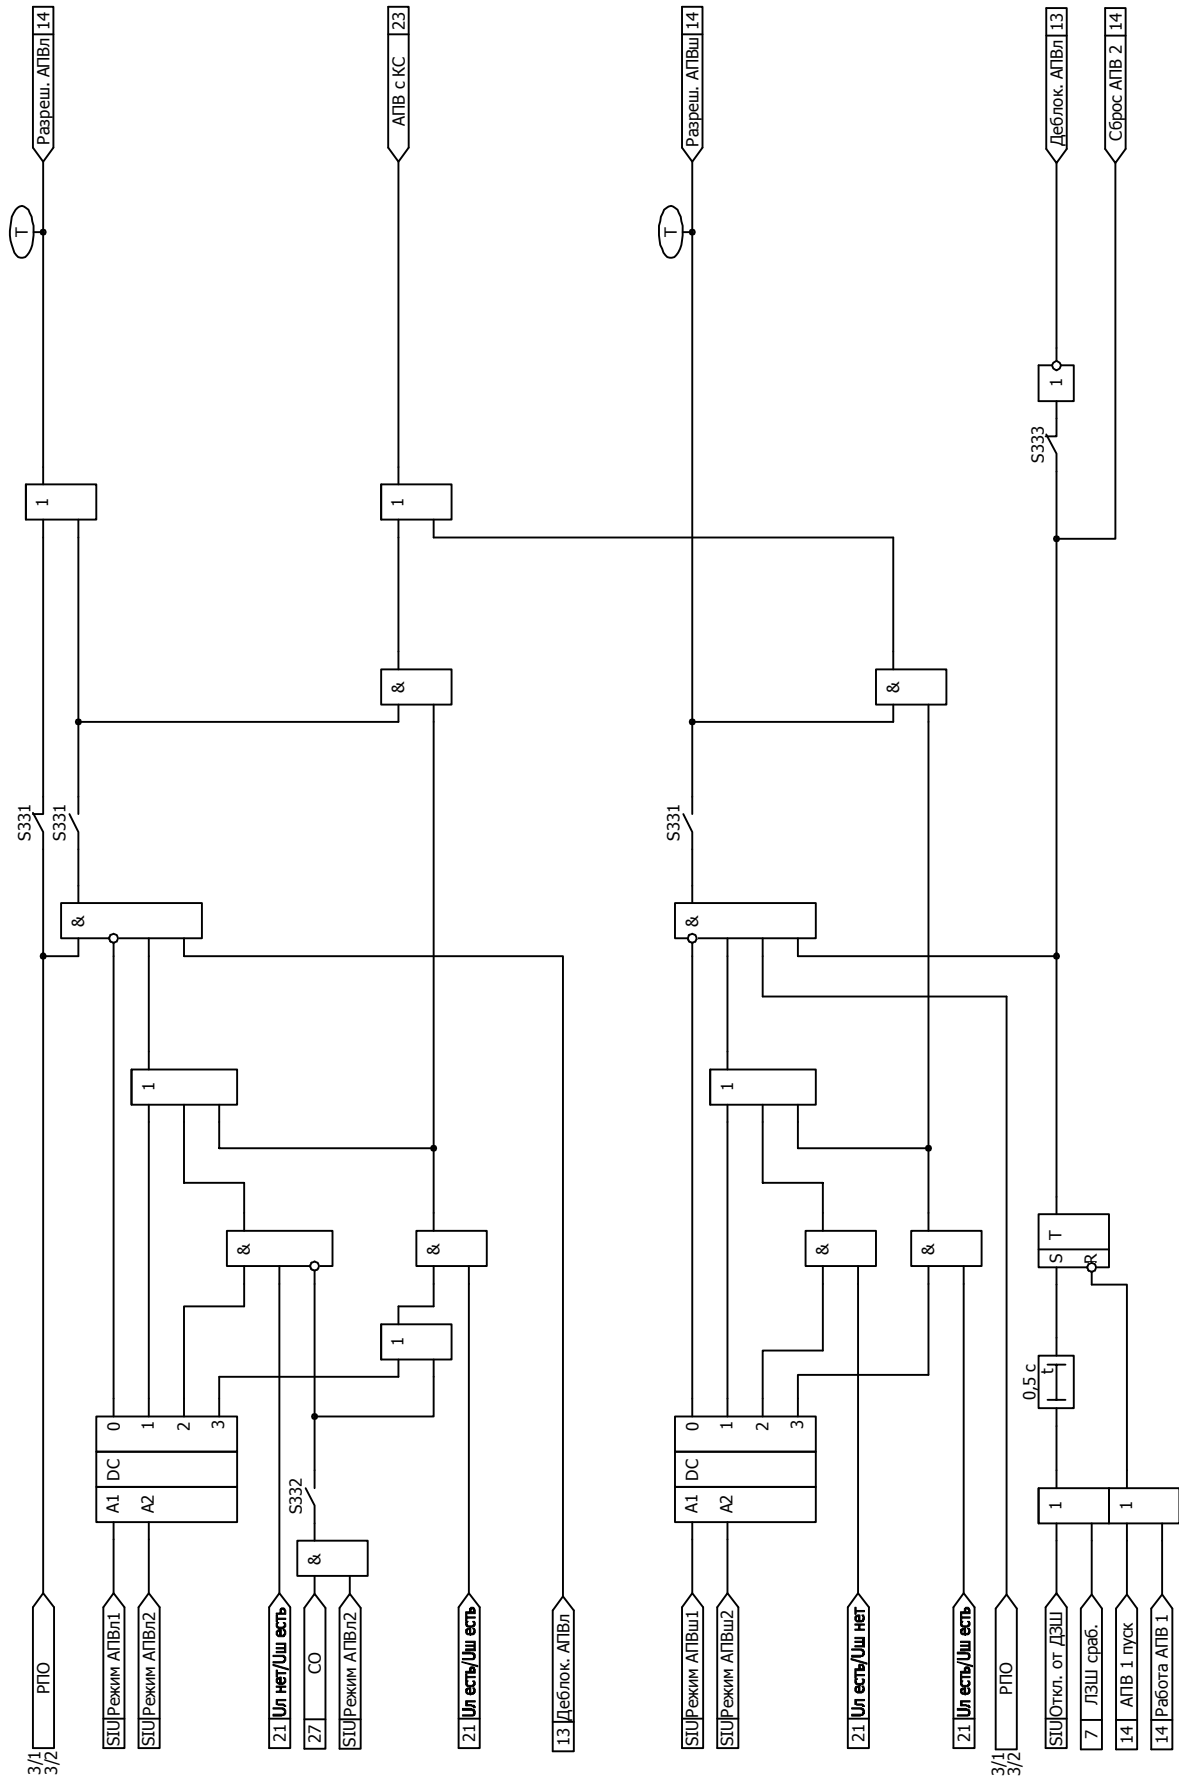 3/1
3/2
РПО
S331
1
Т
Разреш. АПВл 14
SIU Режим АПВл1
SIU Режим АПВл2
A1
A2
DC
0
1
2
3
1
&
S331
21 Uл нет/Uш есть
27 СО
SIU Режим АПВл2
&
S332
&
1
&
&
1
АПВ с КС 23
21 Uл есть/Uш есть
13 Деблок. АПВл
SIU Режим АПВш1
SIU Режим АПВш2
A1
A2
DC
0
1
2
3
1
&
S331
Т
Разреш. АПВш 14
21 Uл есть/Uш нет
&
21 Uл есть/Uш есть
&
&
3/1
3/2
РПО
SIU Откл. от ДЗШ
7 ЛЗШ сраб.
1
0,5 с
t
S
R
T
S333
1
Деблок. АПВл 13
14 АПВ 1 пуск
14 Работа АПВ 1
1
Сброс АПВ 2 14